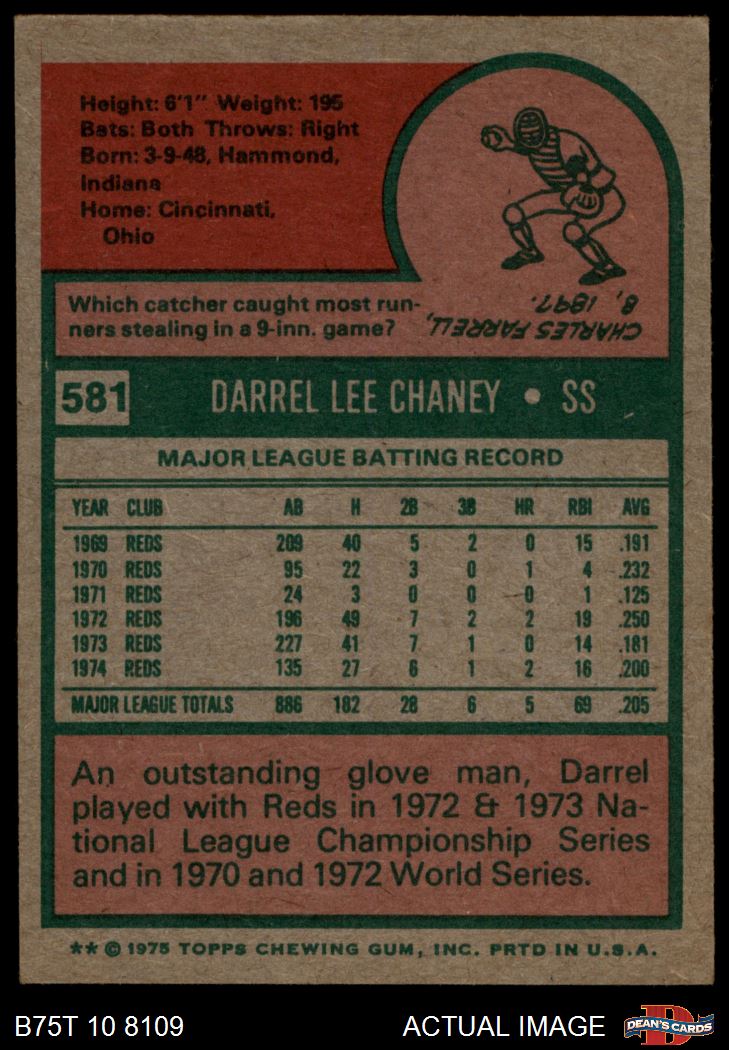 Height: 6'1" Weight: 195
Bats: Both Throws: Right
Born: 3-9-48, Hammond,
Indiana
Home: Cincinnati,
Ohio
Which catcher caught most run-
ners stealing in a 9-inn. game?
CHARLES FARRELL,
8, 1897.
581 DARREL LEE CHANEY • SS
MAJOR LEAGUE BATTING RECORD
YEAR CLUB AB H 2B 3B HR RBI AVG
1969 REDS 209 40 5 2 0 15 .191
1970 REDS 95 22 3 0 1 4 .232
1971 REDS 24 3 0 0 0 1 .125
1972 REDS 196 49 7 2 2 19 .250
1973 REDS 227 41 7 1 0 14 .181
1974 REDS 135 27 6 1 2 16 .200
MAJOR LEAGUE TOTALS 886 182 28 6 5 69 .205
An outstanding glove man, Darrel
played with Reds in 1972 & 1973 Na-
tional League Championship Series
and in 1970 and 1972 World Series.
** © 1975 TOPPS CHEWING GUM, INC. PRTD IN U.S.A.
B75T 10 8109 ACTUAL IMAGE DEAN'S CARDS